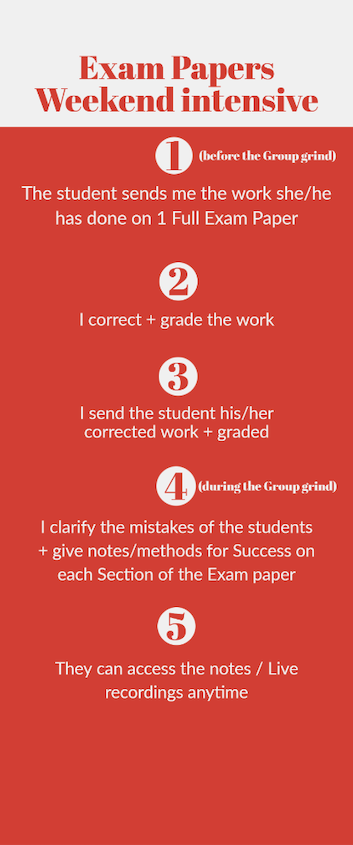 Exam Papers
Weekend intensive
1 (before the Group grind)
The student sends me the work she/he
has done on 1 Full Exam Paper
2
I correct + grade the work
3
I send the student his/her
corrected work + graded
4 (during the Group grind)
I clarify the mistakes of the students
+ give notes/methods for Success on
each Section of the Exam paper
5
They can access the notes / Live
recordings anytime